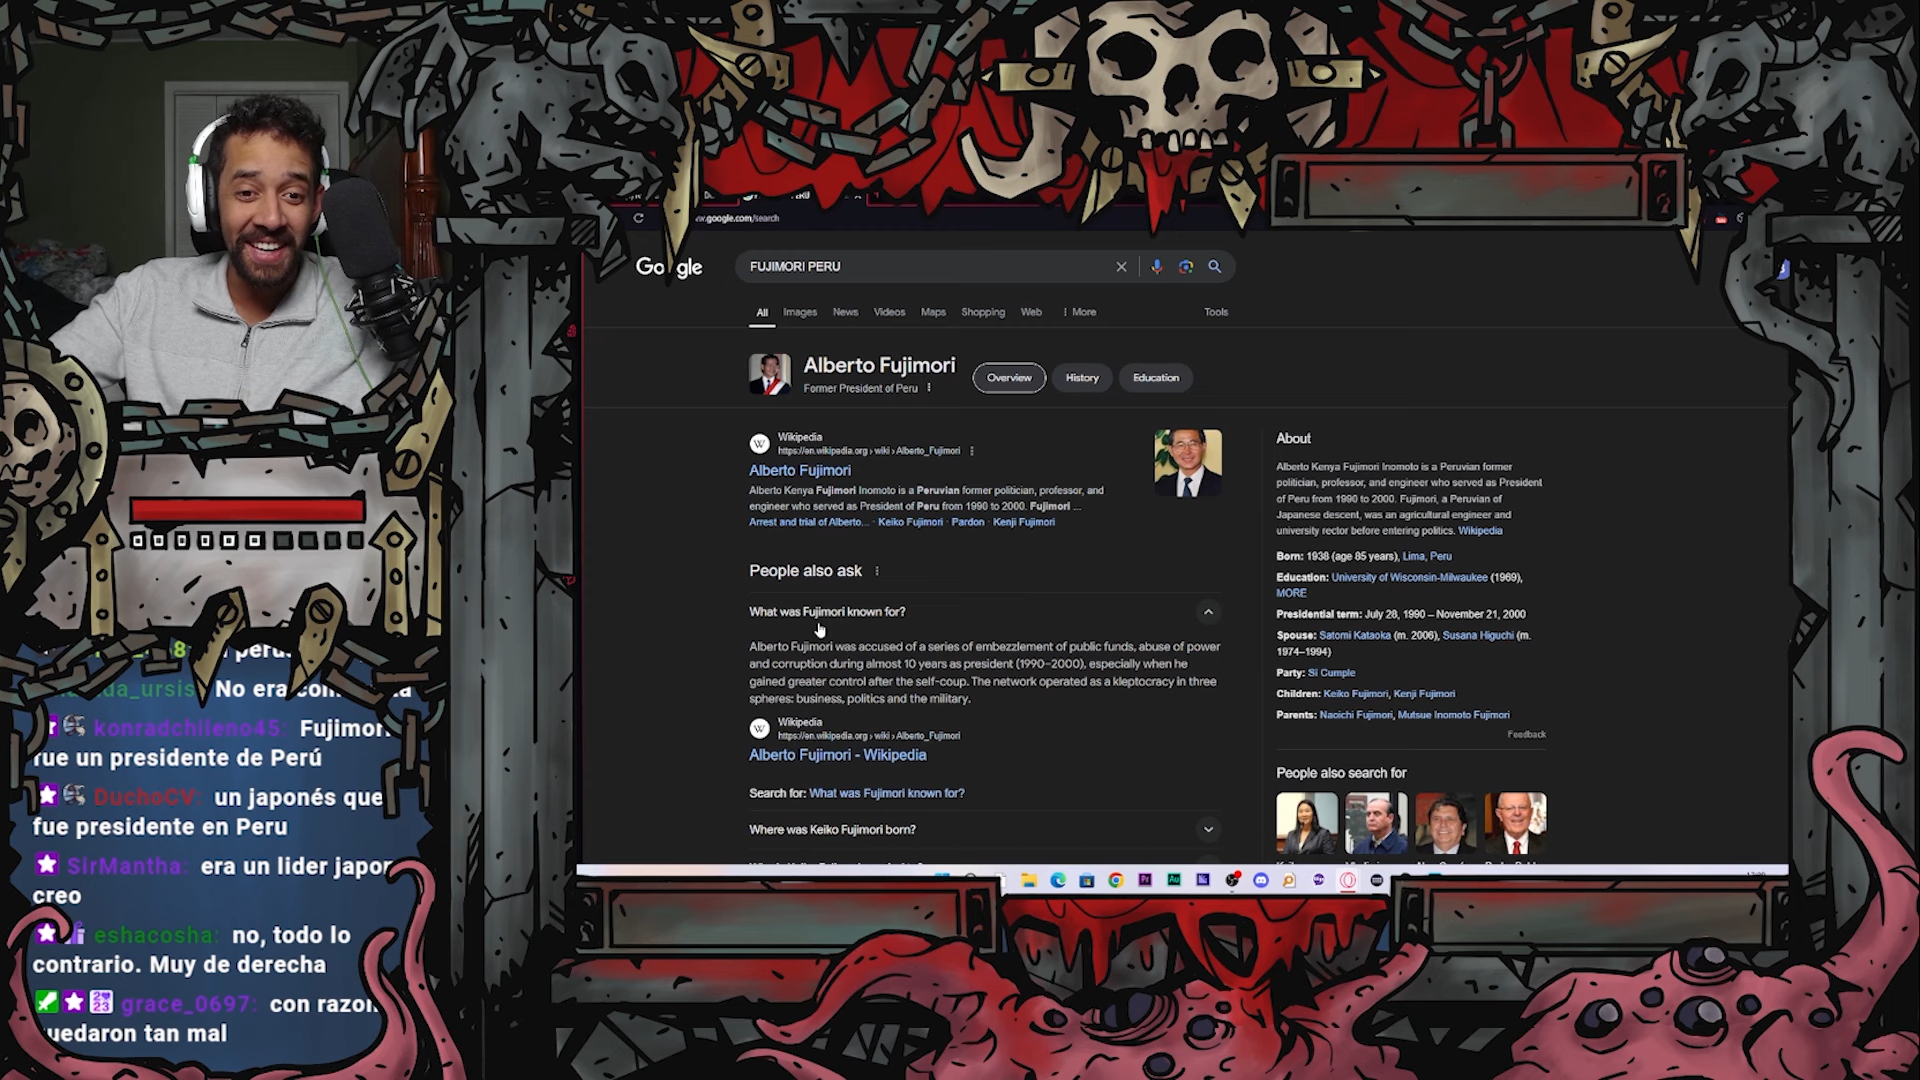 www.google.com/search
Google
FUJIMORI PERU
All Images News Videos Maps Shopping Web More Tools
Alberto Fujimori
Former President of Peru
Overview History Education
Wikipedia
https://en.wikipedia.org › wiki › Alberto_Fujimori
Alberto Fujimori
Alberto Kenya Fujimori Inomoto is a Peruvian former politician, professor, and
engineer who served as President of Peru from 1990 to 2000. Fujimori ...
Arrest and trial of Alberto... · Keiko Fujimori · Pardon · Kenji Fujimori
People also ask
What was Fujimori known for?
Alberto Fujimori was accused of a series of embezzlement of public funds, abuse of power
and corruption during almost 10 years as president (1990–2000), especially when he
gained greater control after the self-coup. The network operated as a kleptocracy in three
spheres: business, politics and the military.
Wikipedia
https://en.wikipedia.org › wiki › Alberto_Fujimori
Alberto Fujimori - Wikipedia
Search for: What was Fujimori known for?
Where was Keiko Fujimori born?
About
Alberto Kenya Fujimori Inomoto is a Peruvian former
politician, professor, and engineer who served as President
of Peru from 1990 to 2000. Fujimori, a Peruvian of
Japanese descent, was an agricultural engineer and
university rector before entering politics. Wikipedia
Born: 1938 (age 85 years), Lima, Peru
Education: University of Wisconsin-Milwaukee (1969),
MORE
Presidential term: July 28, 1990 – November 21, 2000
Spouse: Satomi Kataoka (m. 2006), Susana Higuchi (m.
1974–1994)
Party: Sí Cumple
Children: Keiko Fujimori, Kenji Fujimori
Parents: Naoichi Fujimori, Mutsue Inomoto Fujimori
Feedback
People also search for
No era
konradchileno45: Fujimori
fue un presidente de Perú
DuchoCV: un japonés que
fue presidente en Peru
SirMantha: era un lider
creo
eshacosha: no, todo lo
contrario. Muy de derecha
grace_0697: con razon
quedaron tan mal